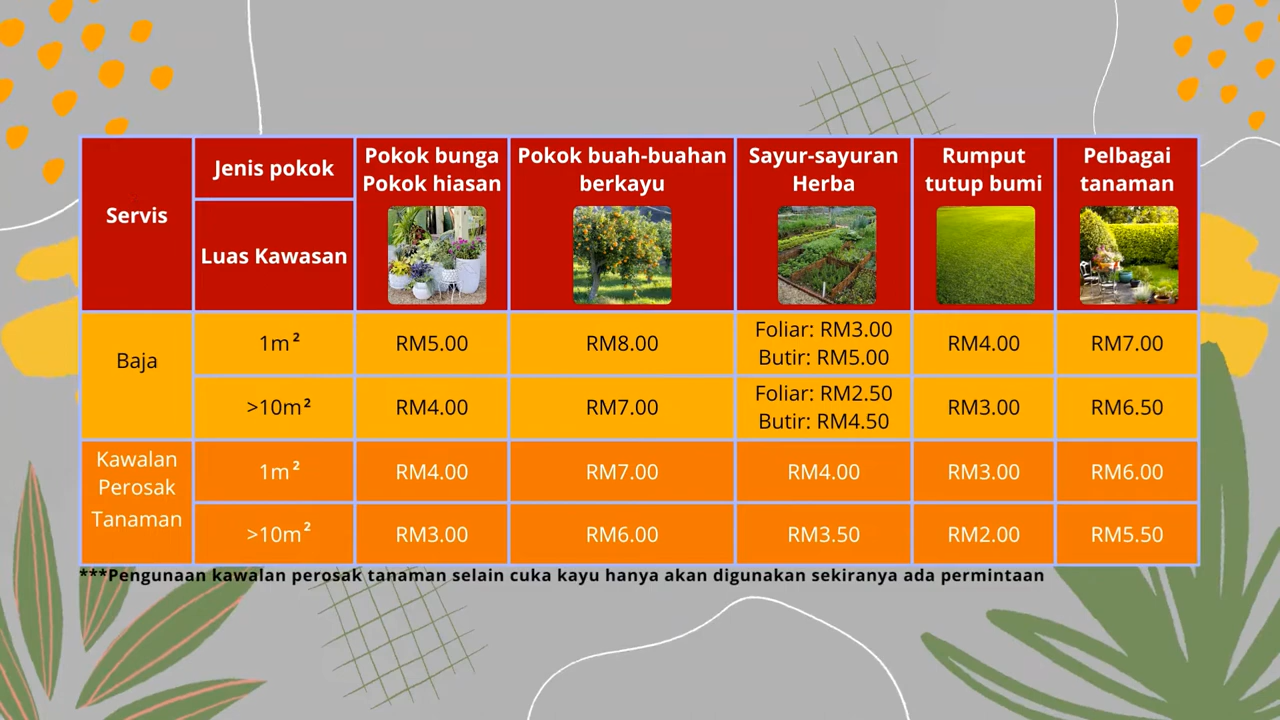 Servis
Jenis pokok
Luas Kawasan
Pokok bunga
Pokok hiasan
Pokok buah-buahan
berkayu
Sayur-sayuran
Herba
Rumput
tutup bumi
Pelbagai
tanaman
Baja
1m²
RM5.00
RM8.00
Foliar: RM3.00
Butir: RM5.00
RM4.00
RM7.00
>10m²
RM4.00
RM7.00
Foliar: RM2.50
Butir: RM4.50
RM3.00
RM6.50
Kawalan
Perosak
Tanaman
1m²
RM4.00
RM7.00
RM4.00
RM3.00
RM6.00
>10m²
RM3.00
RM6.00
RM3.50
RM2.00
RM5.50
***Pengunaan kawalan perosak tanaman selain cuka kayu hanya akan digunakan sekiranya ada permintaan